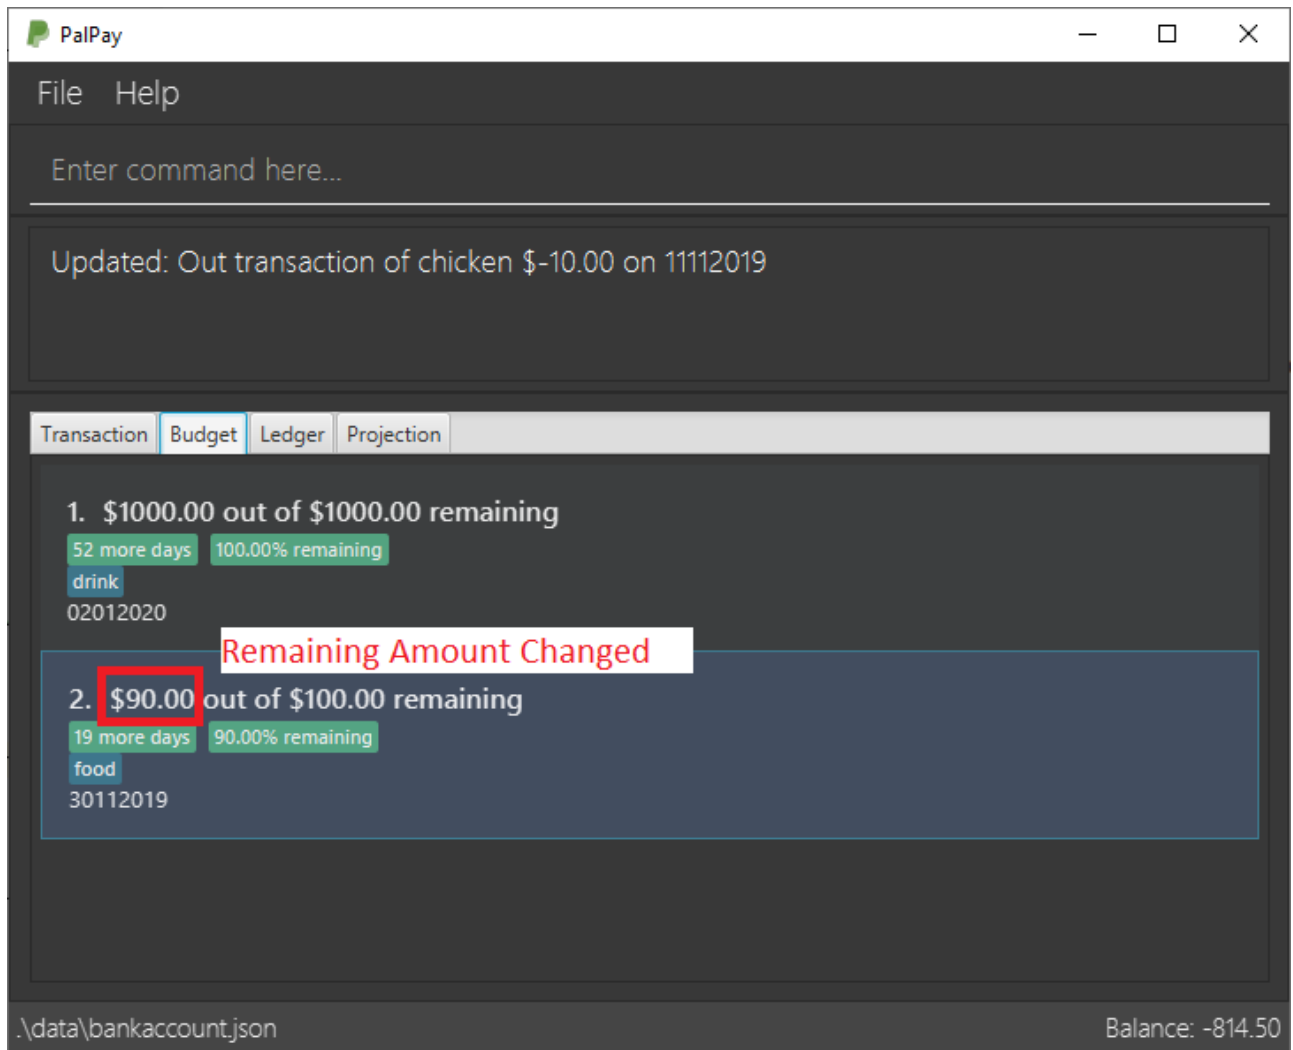 PalPay
File Help
Enter command here...
Updated: Out transaction of chicken $-10.00 on 11112019
Transaction Budget Ledger Projection
1. $1000.00 out of $1000.00 remaining
52 more days 100.00% remaining
drink
02012020
Remaining Amount Changed
2. $90.00 out of $100.00 remaining
19 more days 90.00% remaining
food
30112019
.\data\bankaccount.json Balance: -814.50